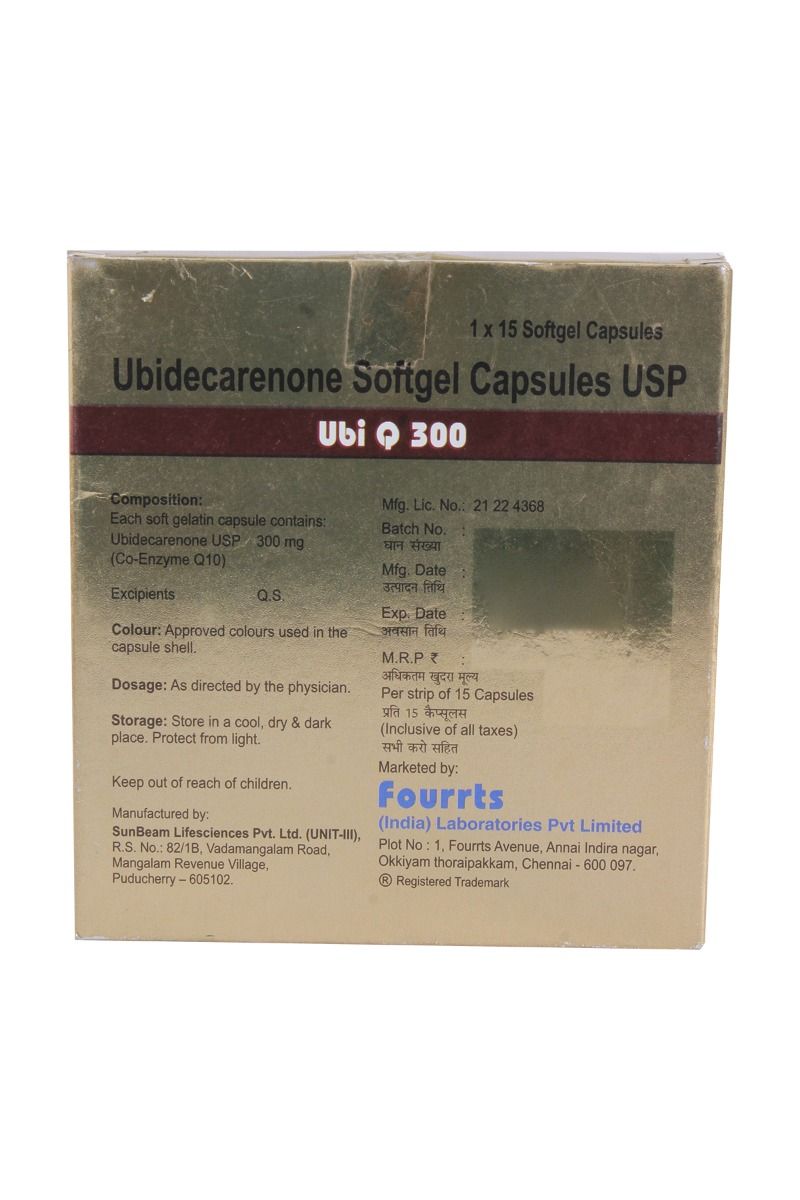 1 x 15 Softgel Capsules
Ubidecarenone Softgel Capsules USP
Ubi Q 300
Composition:
Each soft gelatin capsule contains:
Ubidecarenone USP 300 mg
(Co-Enzyme Q10)
Excipients Q.S.
Colour: Approved colours used in the
capsule shell.
Dosage: As directed by the physician.
Storage: Store in a cool, dry & dark
place. Protect from light.
Keep out of reach of children.
Manufactured by:
SunBeam Lifesciences Pvt. Ltd. (UNIT-III),
R.S. No.: 82/1B, Vadamangalam Road,
Mangalam Revenue Village,
Puducherry – 605102.
Mfg. Lic. No.: 21 22 4368
Batch No. :
घान संख्या
Mfg. Date :
उत्पादन तिथि
Exp. Date :
अवसान तिथि
M.R.P ₹ :
अधिकतम खुदरा मूल्य
Per strip of 15 Capsules
प्रति 15 कैप्सूलस
(Inclusive of all taxes)
सभी करो सहित
Marketed by:
Fourrts
(India) Laboratories Pvt Limited
Plot No : 1, Fourrts Avenue, Annai Indira nagar,
Okkiyam thoraipakkam, Chennai - 600 097.
® Registered Trademark